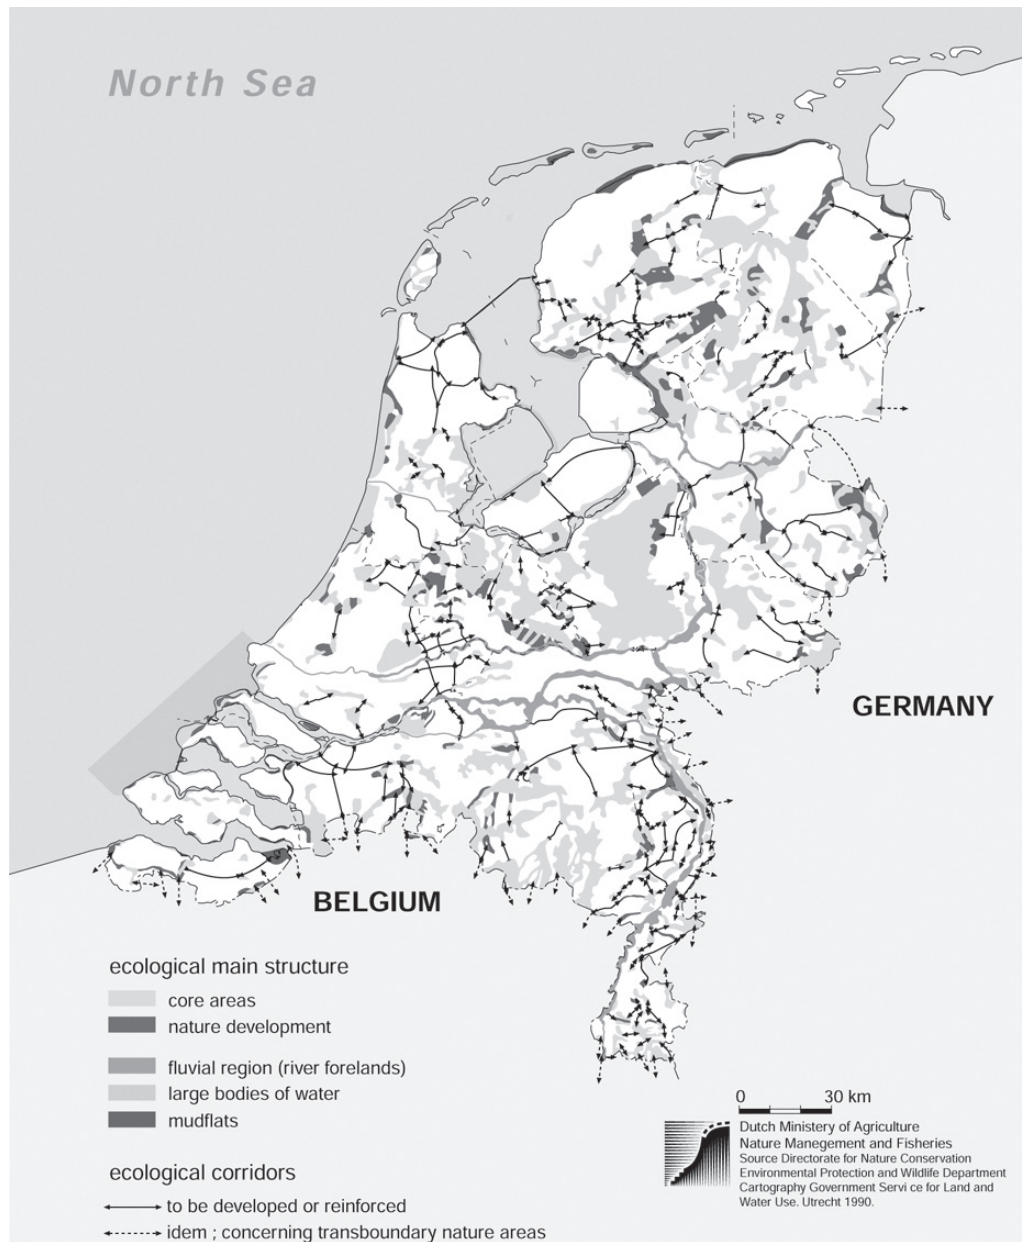 North Sea
GERMANY
BELGIUM
ecological main structure
core areas
nature development
fluvial region (river forelands)
large bodies of water
mudflats
ecological corridors
to be developed or reinforced
idem ; concerning transboundary nature areas
0 30 km
Dutch Ministry of Agriculture
Nature Manegement and Fisheries
Source Directorate for Nature Conservation
Environmental Protection and Wildlife Department
Cartography Government Servi ce for Land and
Water Use. Utrecht 1990.